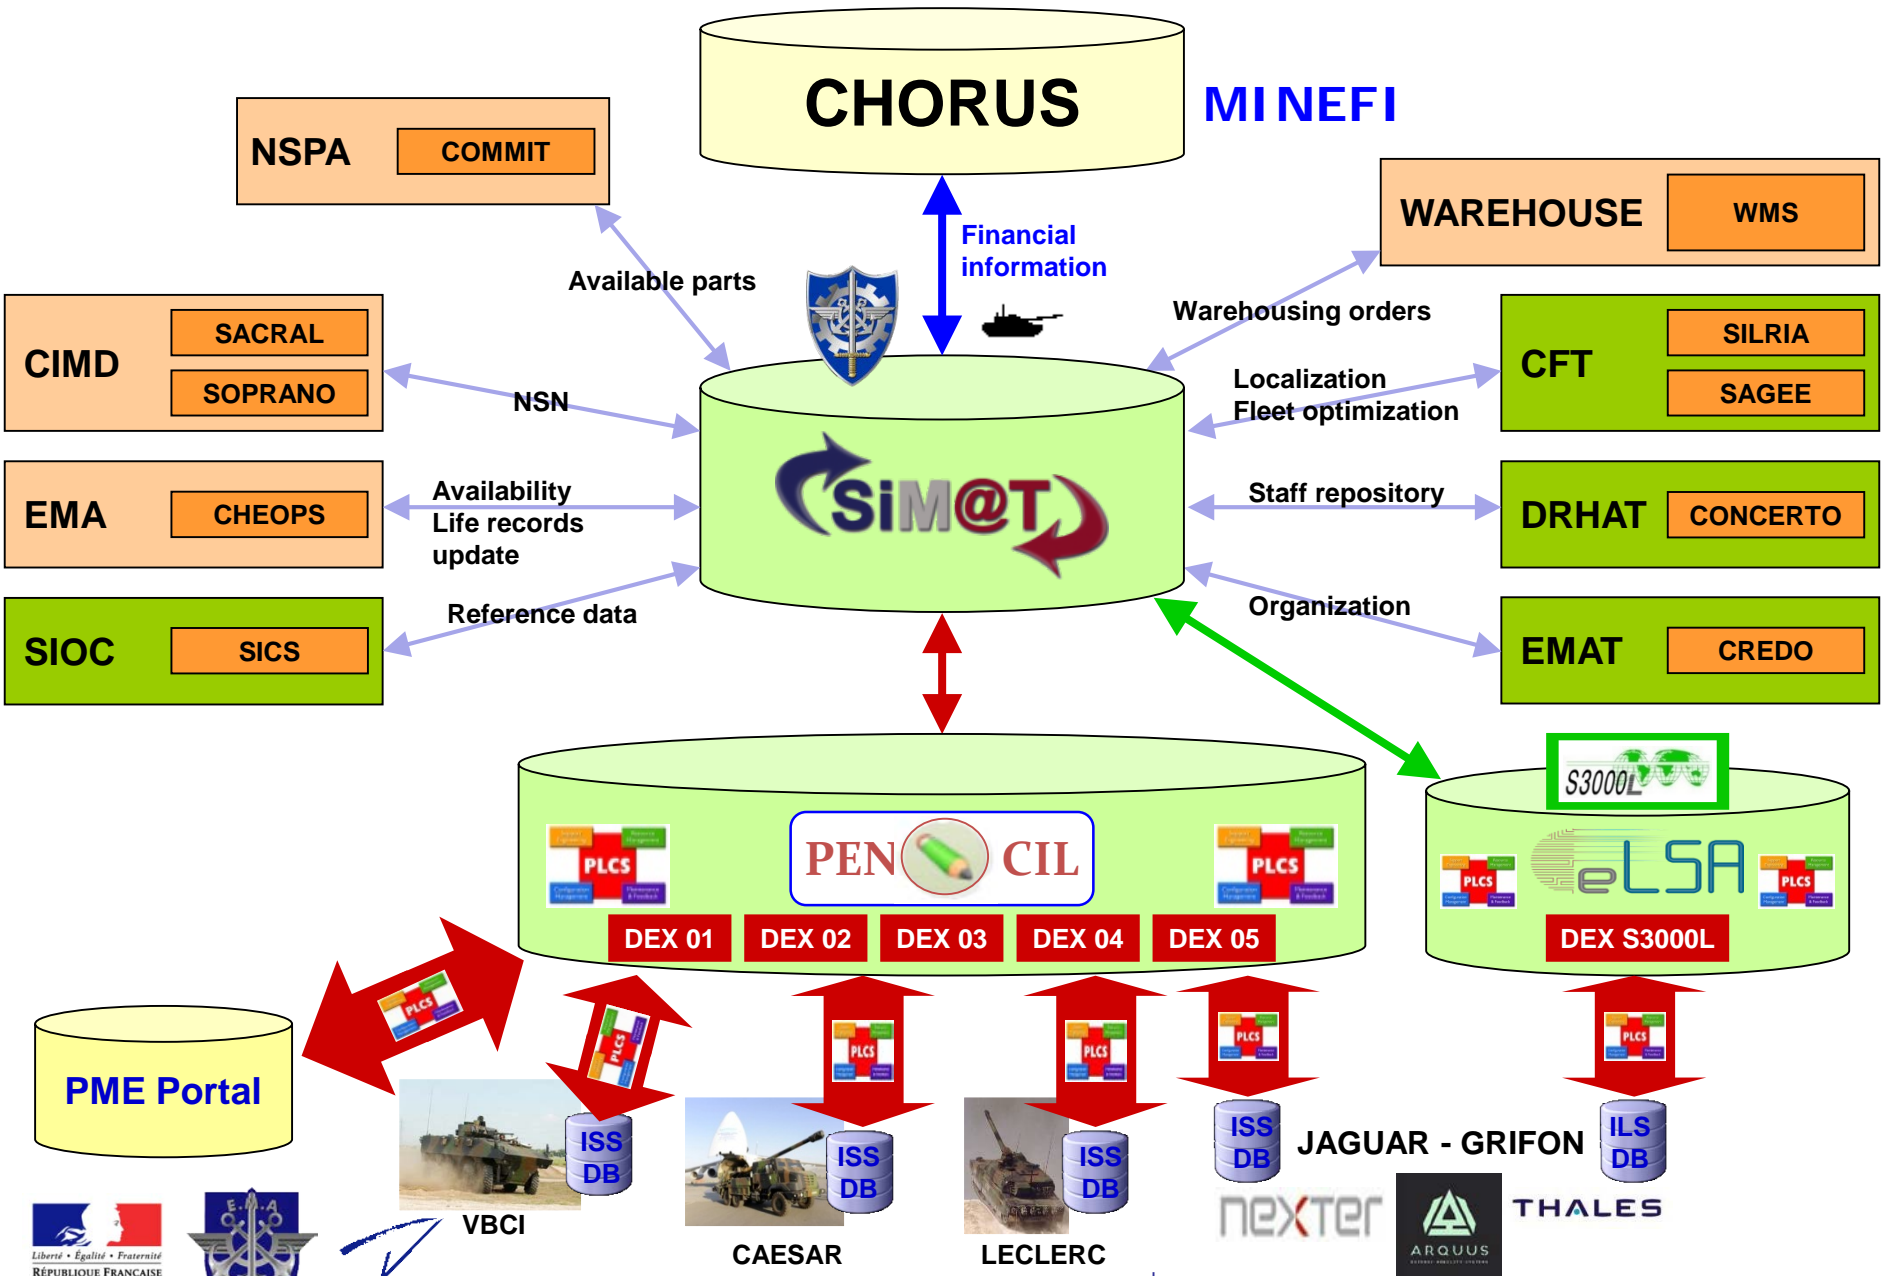 CHORUS
MINEFI
NSPA
COMMIT
WAREHOUSE
WMS
Financial
information
Available parts
Warehousing orders
CIMD
SACRAL
SOPRANO
NSN
Localization
Fleet optimization
CFT
SILRIA
SAGEE
EMA
CHEOPS
Availability
Life records
update
SiM@T
Staff repository
DRHAT
CONCERTO
SIOC
SICS
Reference data
Organization
EMAT
CREDO
S3000L
PLCS
PEN CIL
PLCS
PLCS
eLSA
PLCS
DEX 01
DEX 02
DEX 03
DEX 04
DEX 05
DEX S3000L
PLCS
PLCS
PLCS
PLCS
PLCS
PLCS
PME Portal
ISS
DB
ISS
DB
ISS
DB
ISS
DB
JAGUAR - GRIFON
ILS
DB
VBCI
CAESAR
LECLERC
nexter
ARQUUS
THALES
E.M.A
Liberté • Égalité • Fraternité
RÉPUBLIQUE FRANÇAISE